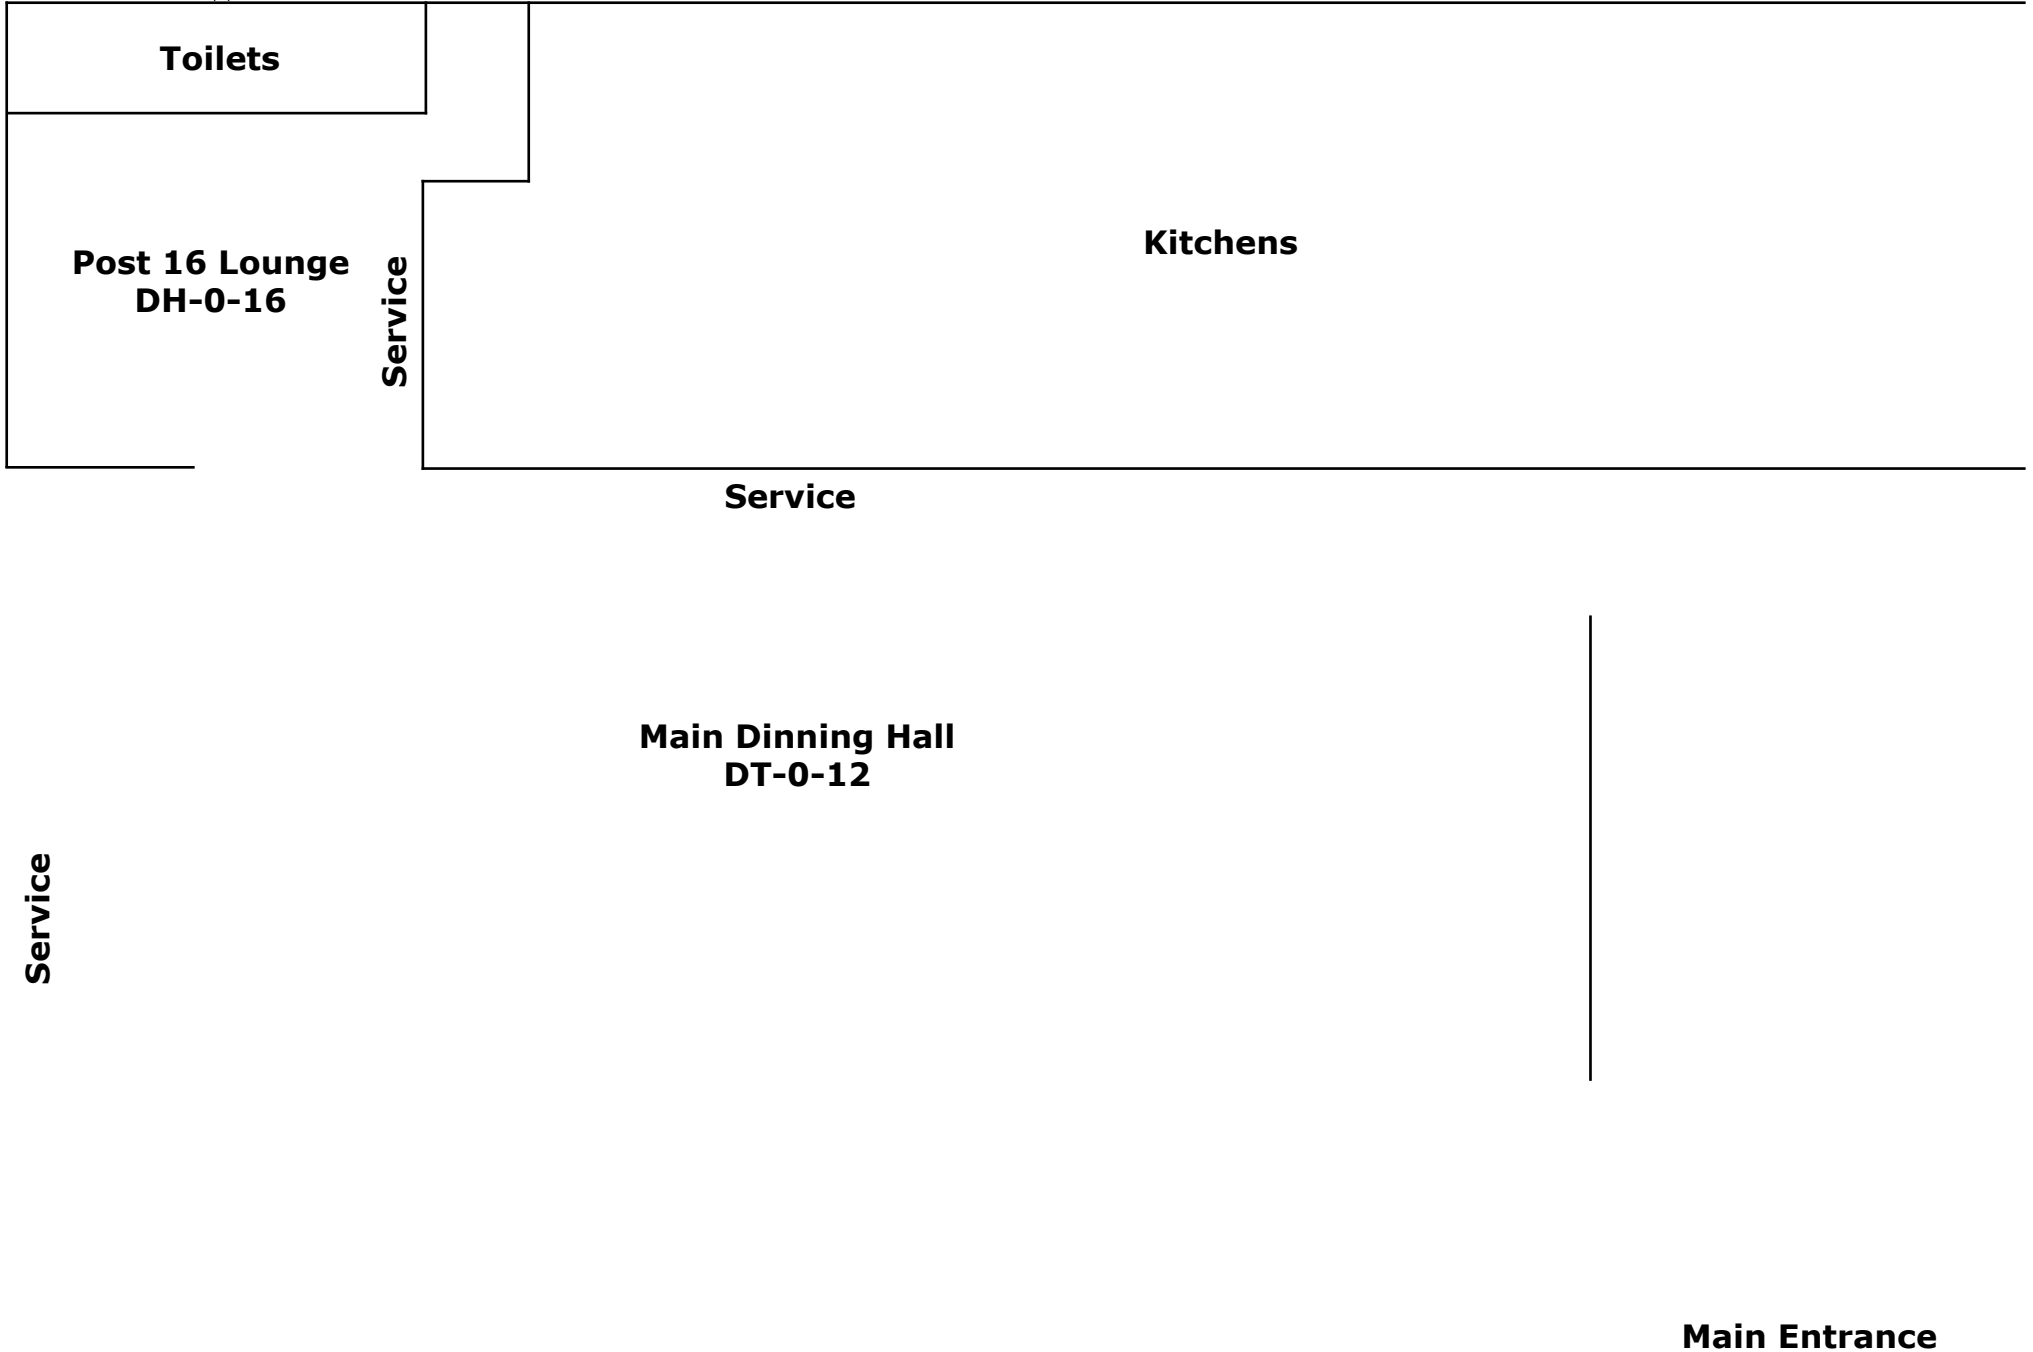 Toilets
Kitchens
Post 16 Lounge
DH-0-16
Service
Service
Main Dinning Hall
DT-0-12
Service
Main Entrance